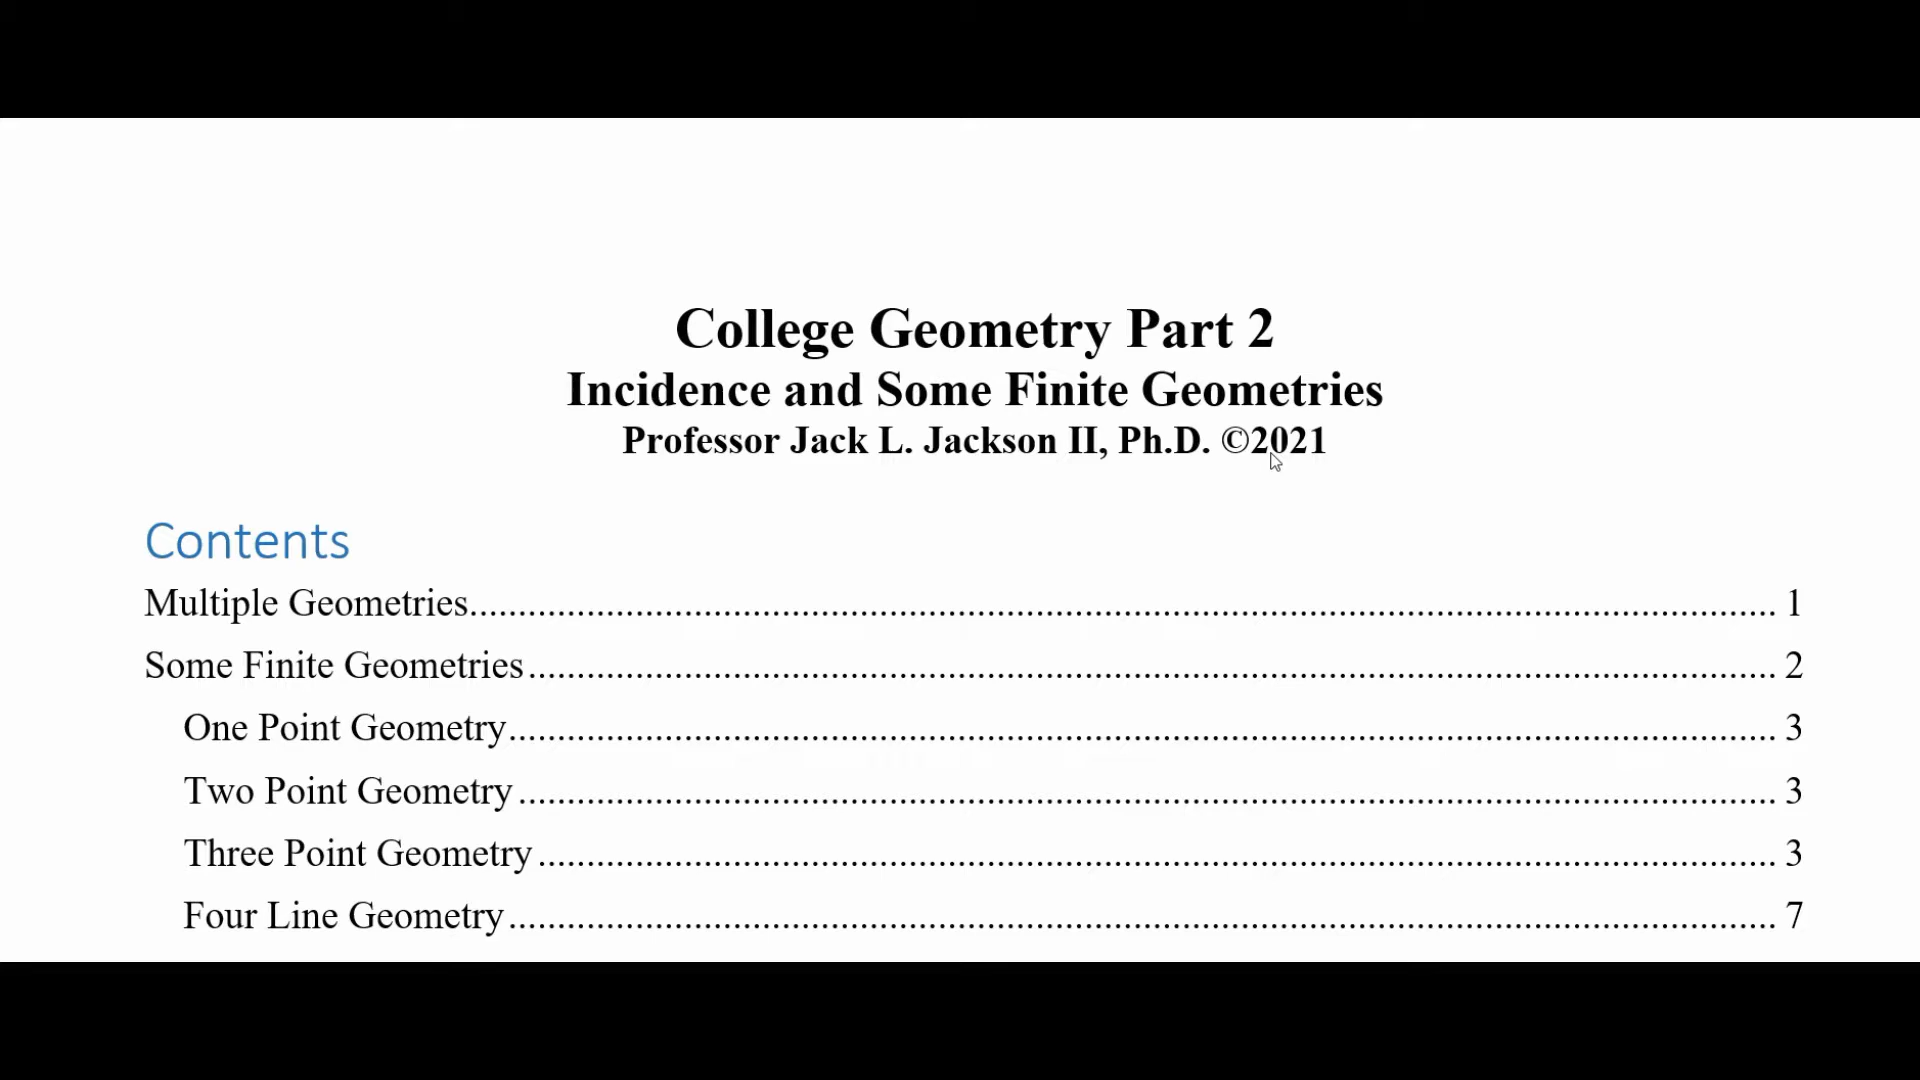 College Geometry Part 2
Incidence and Some Finite Geometries
Professor Jack L. Jackson II, Ph.D. ©2021
Contents
Multiple Geometries 1
Some Finite Geometries 2
One Point Geometry 3
Two Point Geometry 3
Three Point Geometry 3
Four Line Geometry 7